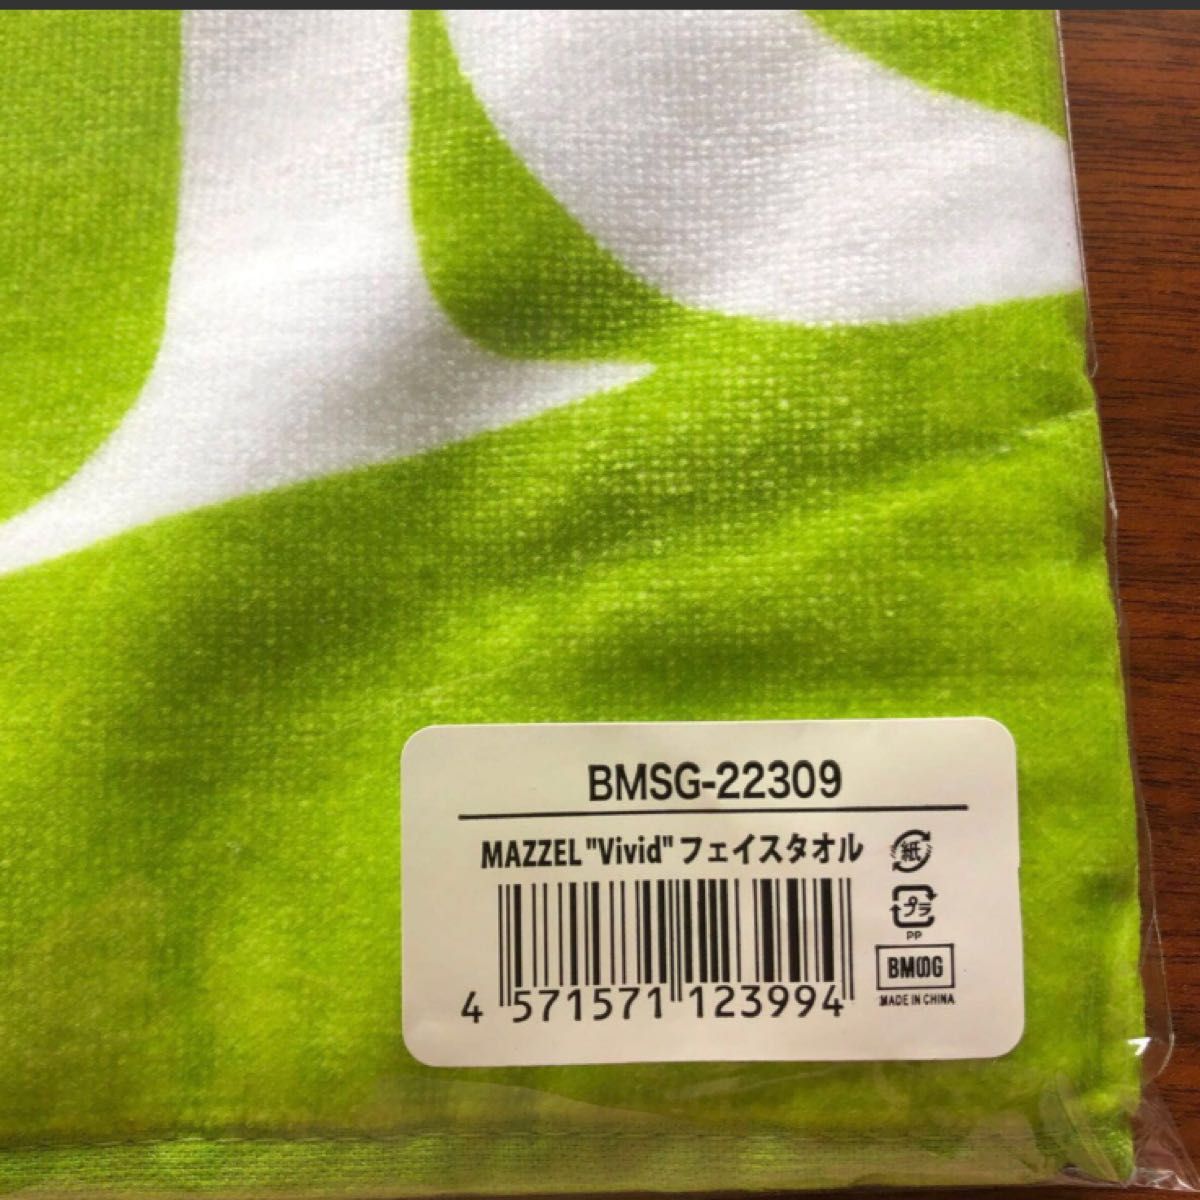 BMSG-22309
MAZZEL "Vivid" フェイスタオル
紙
プラ
PP
BMSG
MADE IN CHINA
4 571571 123994